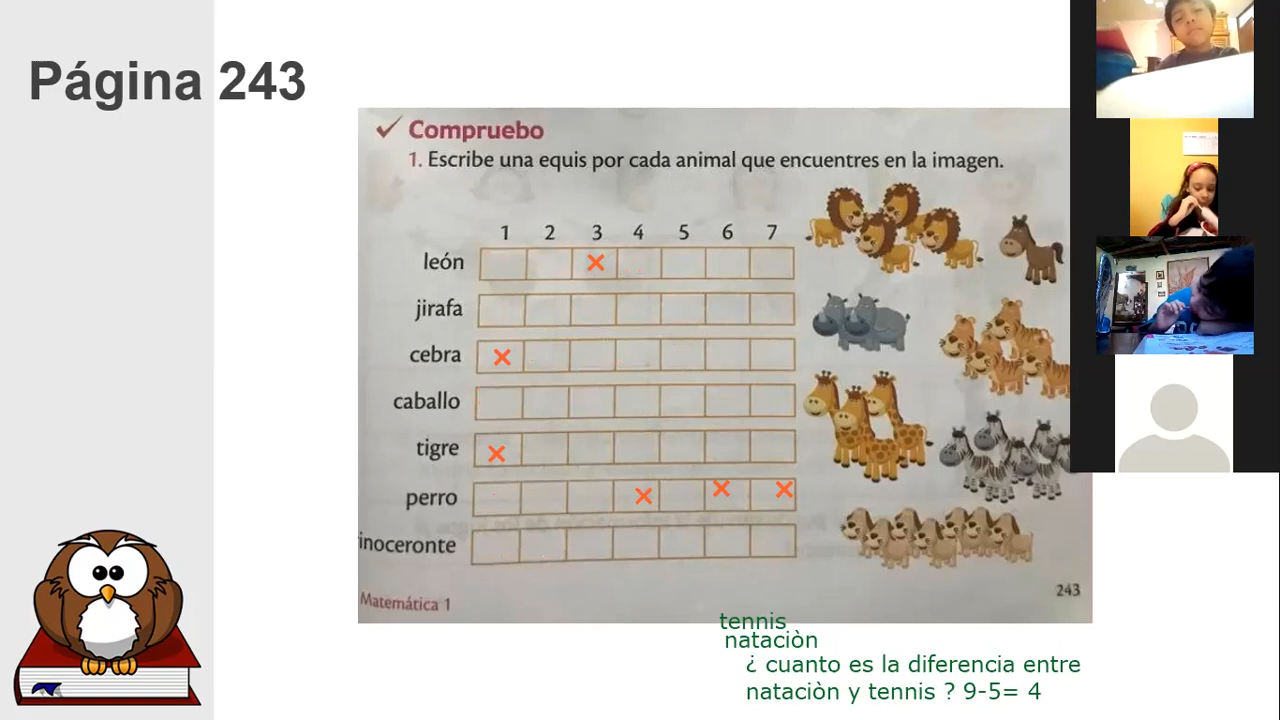 Página 243
Compruebo
1. Escribe una equis por cada animal que encuentres en la imagen.
1 2 3 4 5 6 7
león
jirafa
cebra
caballo
tigre
perro
inoceronte
Matemática 1
243
tennis
nataciòn
¿ cuanto es la diferencia entre
nataciòn y tennis ? 9-5= 4